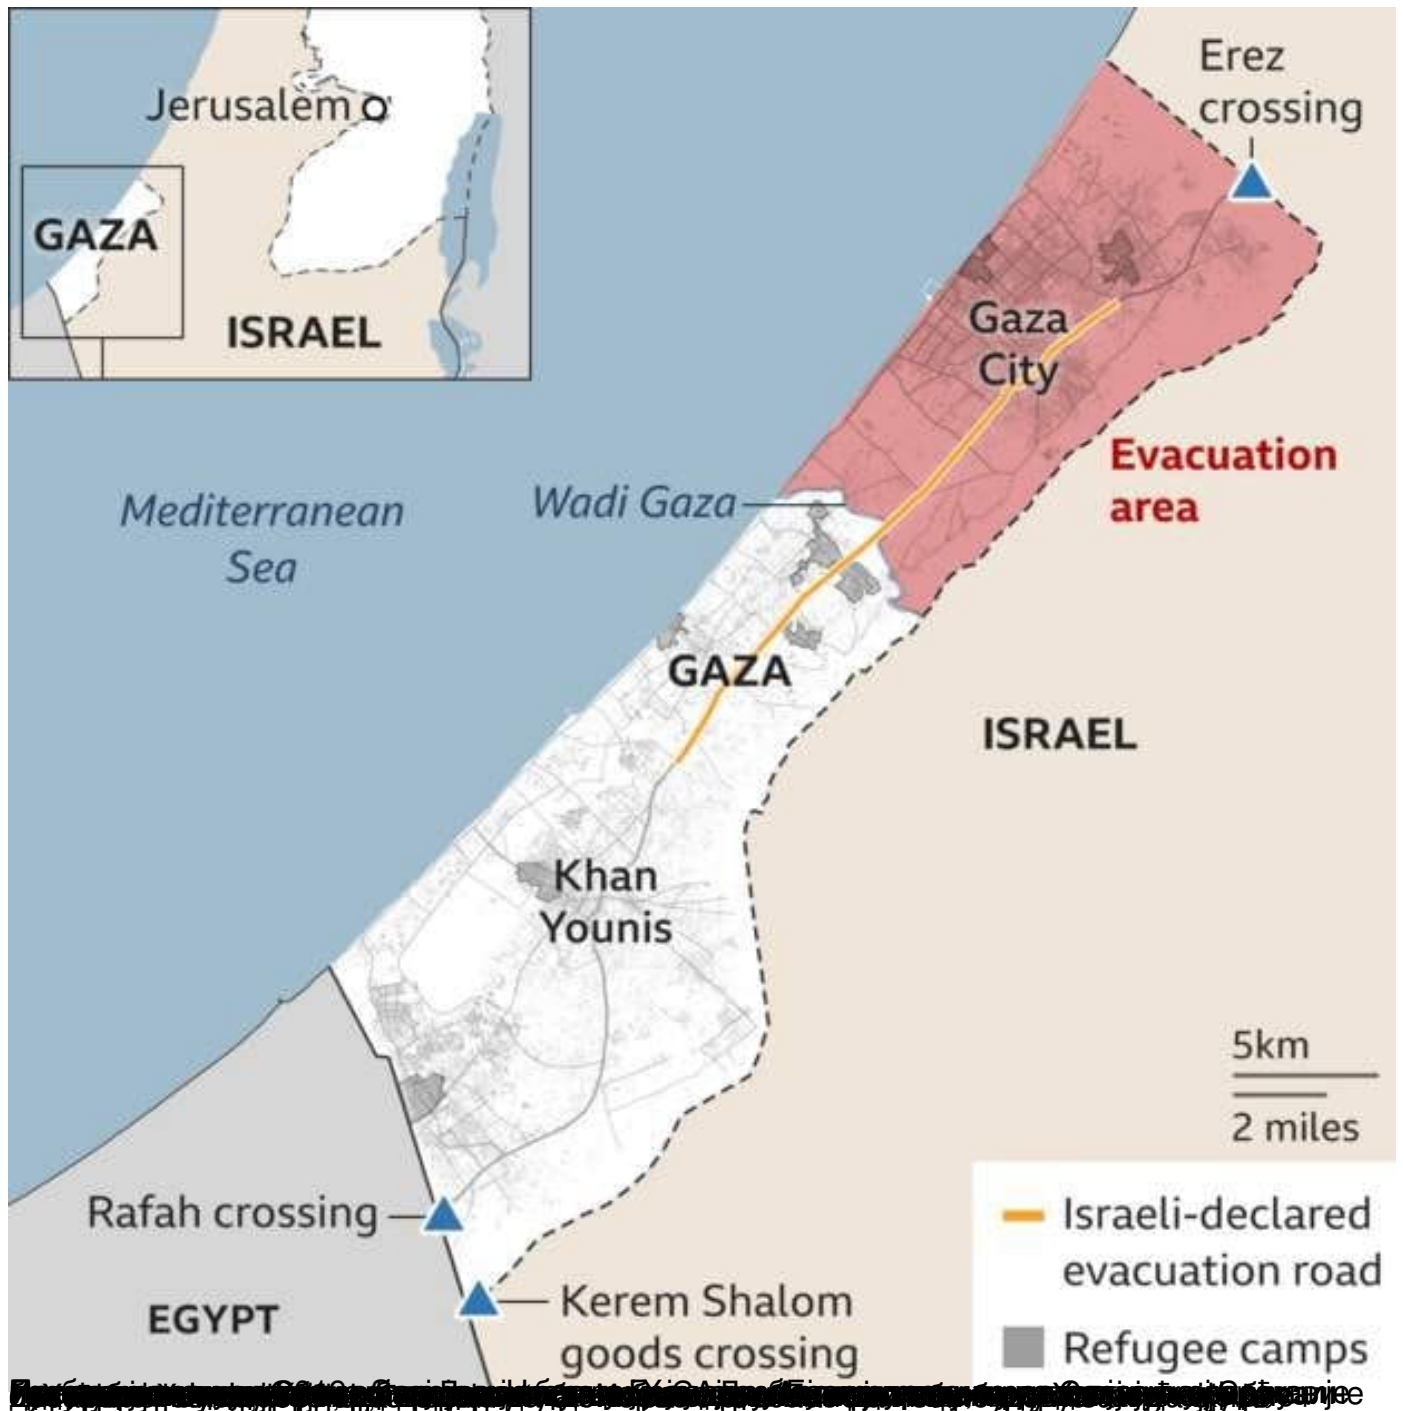 Jerusalem
GAZA
ISRAEL
Erez
crossing
Gaza
City
Evacuation
area
Wadi Gaza
Mediterranean
Sea
GAZA
ISRAEL
Khan
Younis
5km
2 miles
Rafah crossing
EGYPT
Kerem Shalom
goods crossing
Israeli-declared
evacuation road
Refugee camps